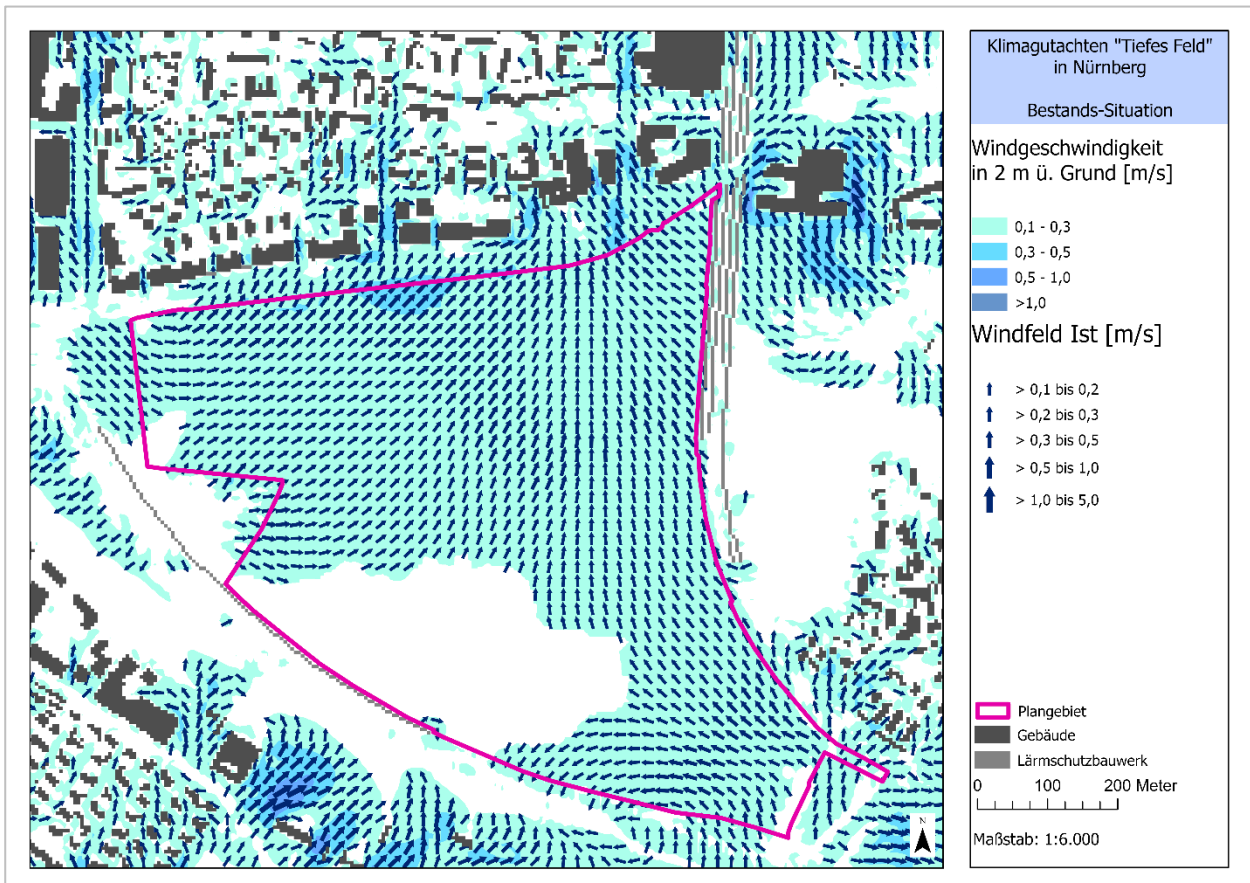 Klimagutachten "Tiefes Feld"
in Nürnberg
Bestands-Situation
Windgeschwindigkeit
in 2 m ü. Grund [m/s]
0,1 - 0,3
0,3 - 0,5
0,5 - 1,0
>1,0
Windfeld Ist [m/s]
> 0,1 bis 0,2
> 0,2 bis 0,3
> 0,3 bis 0,5
> 0,5 bis 1,0
> 1,0 bis 5,0
Plangebiet
Gebäude
Lärmschutzbauwerk
0 100 200 Meter
Maßstab: 1:6.000
N